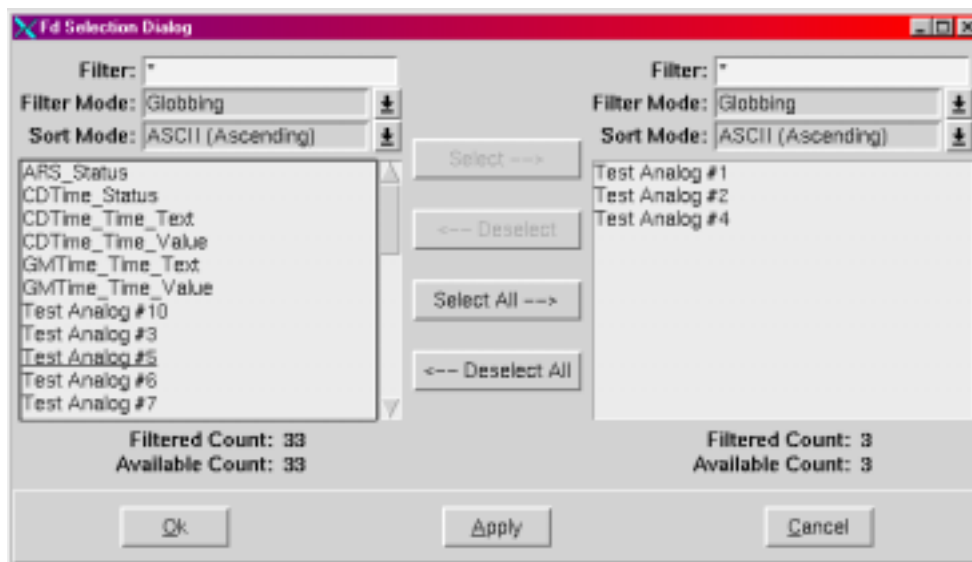 Fd Selection Dialog
Filter: * Filter: *
Filter Mode: Globbing Filter Mode: Globbing
Sort Mode: ASCII (Ascending) Sort Mode: ASCII (Ascending)
ARS_Status
CDTime_Status
CDTime_Time_Text
CDTime_Time_Value
GMTime_Time_Text
GMTime_Time_Value
Test Analog #10
Test Analog #3
Test Analog #5
Test Analog #6
Test Analog #7
Select -->
<-- Deselect
Select All -->
<-- Deselect All
Test Analog #1
Test Analog #2
Test Analog #4
Filtered Count: 33 Filtered Count: 3
Available Count: 33 Available Count: 3
Ok Apply Cancel